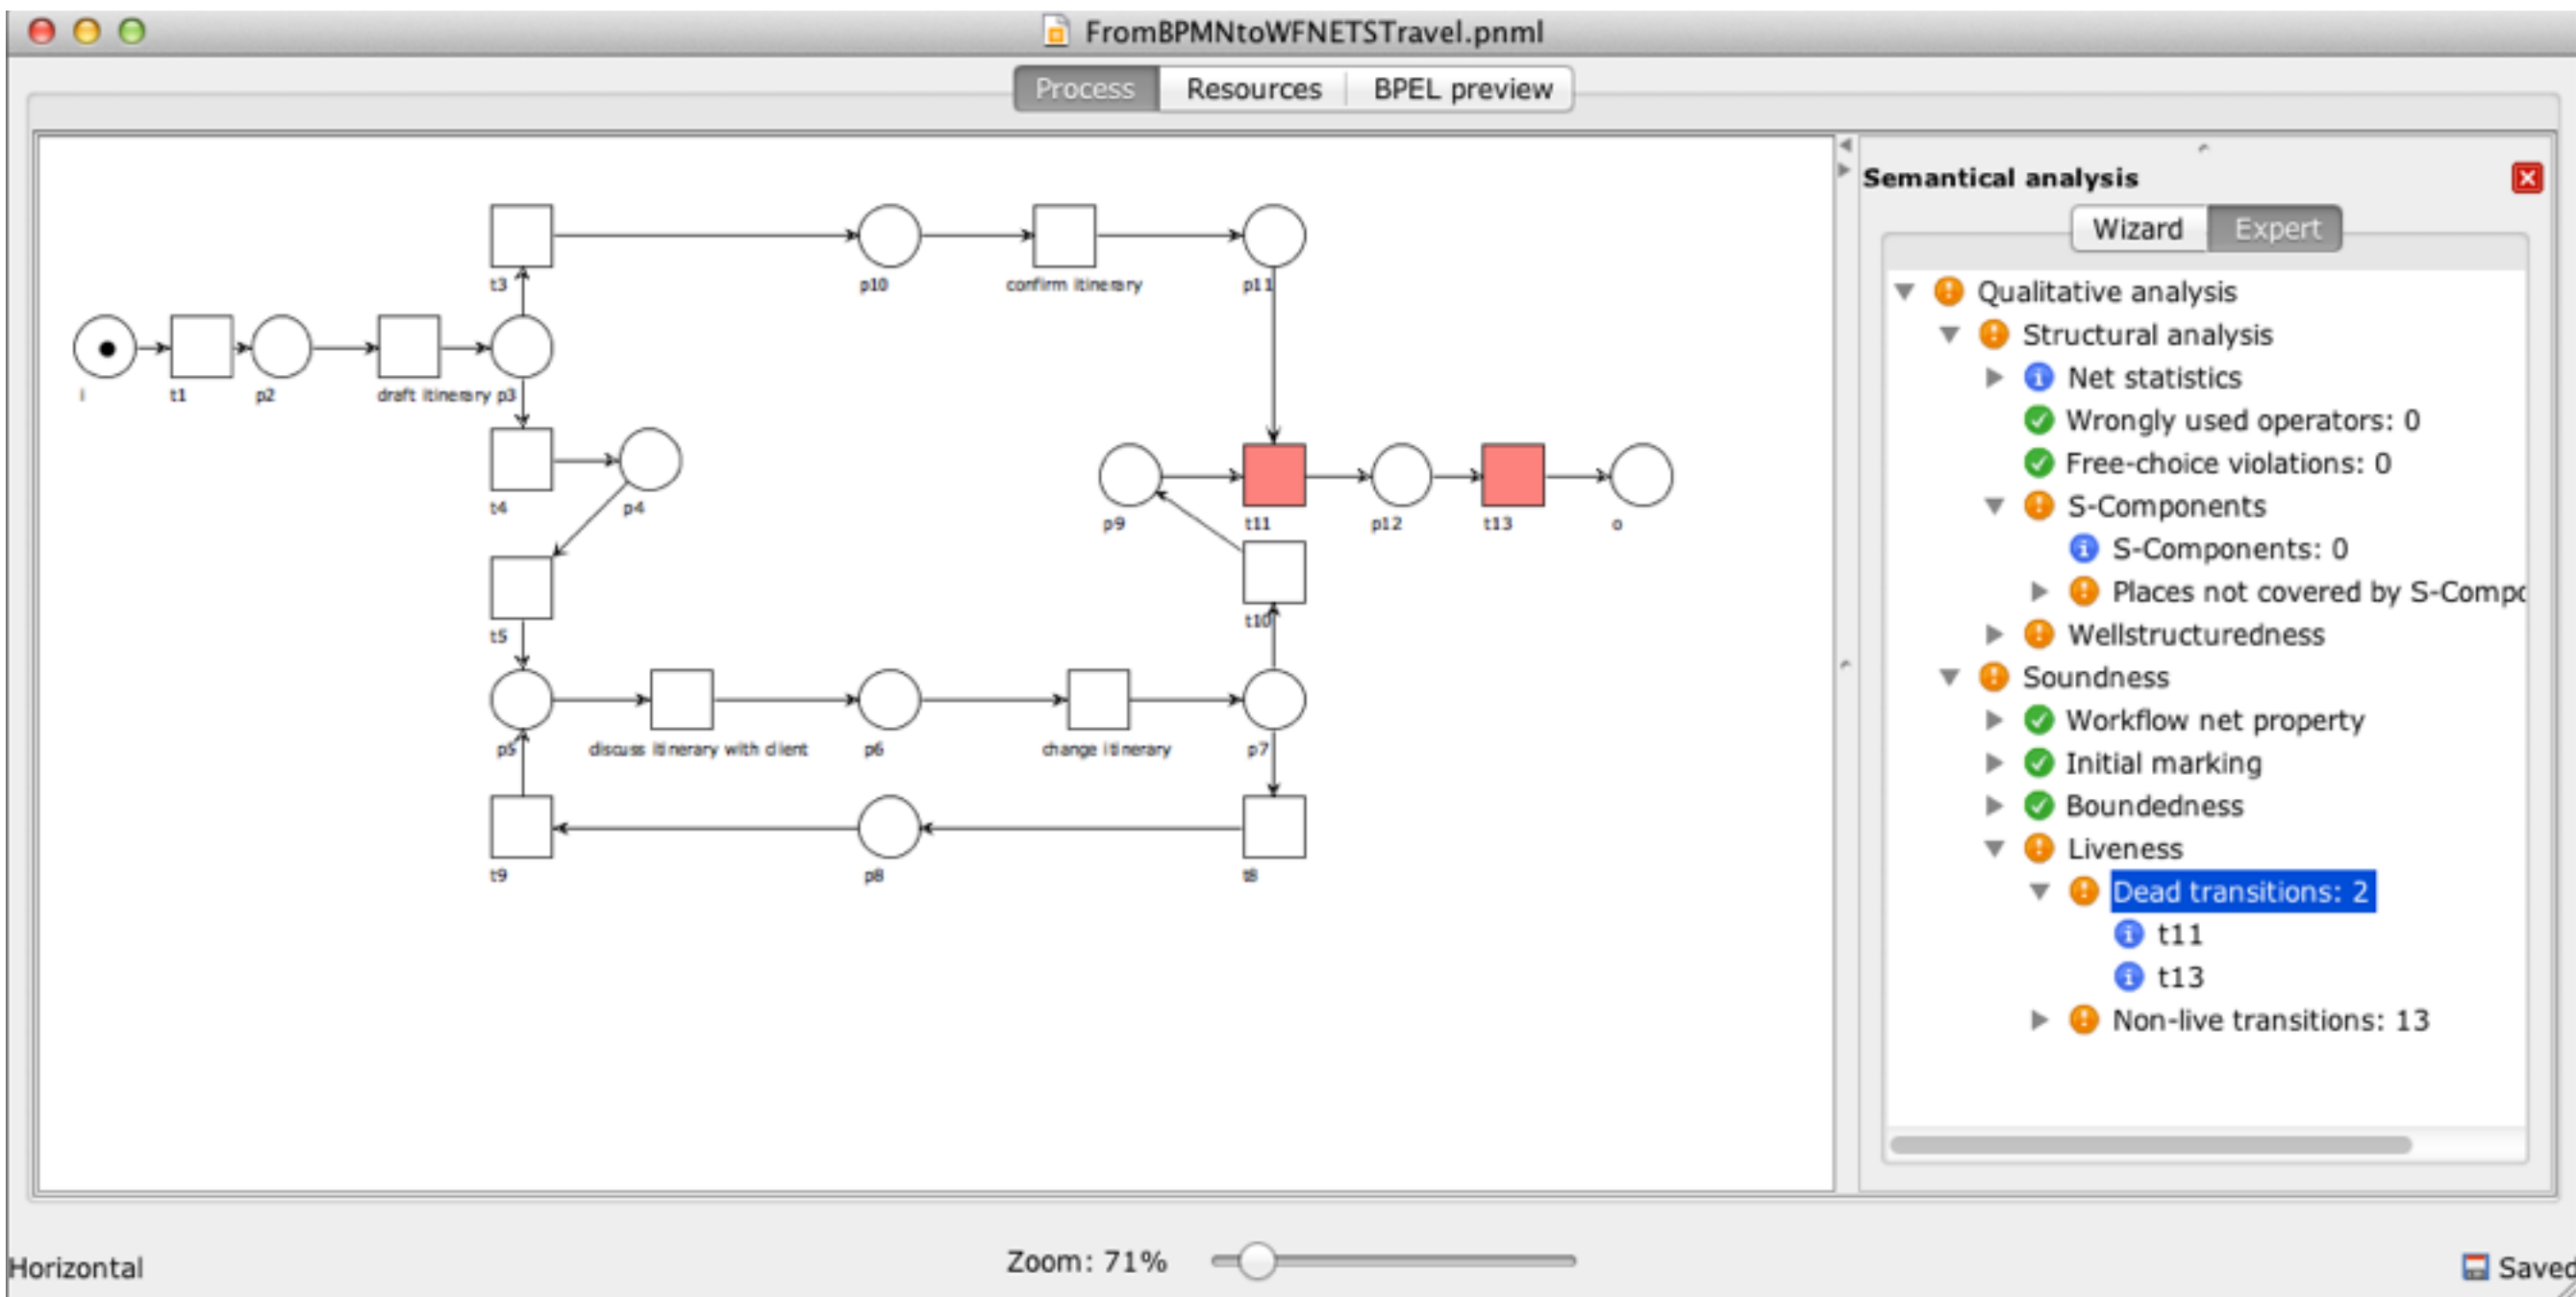 FromBPMNtoWFNETSTravel.pnml
Process Resources BPEL preview
t3 p10 confirm itinerary p11
i t1 p2 draft itinerary p3
t4 p4
p9 t11 p12 t13 o
t5 t10
p5 discuss itinerary with client p6 change itinerary p7
t9 p8 t8
Semantical analysis
Wizard Expert
Qualitative analysis
Structural analysis
Net statistics
Wrongly used operators: 0
Free-choice violations: 0
S-Components
S-Components: 0
Places not covered by S-Compo
Wellstructuredness
Soundness
Workflow net property
Initial marking
Boundedness
Liveness
Dead transitions: 2
t11
t13
Non-live transitions: 13
Horizontal Zoom: 71% Saved